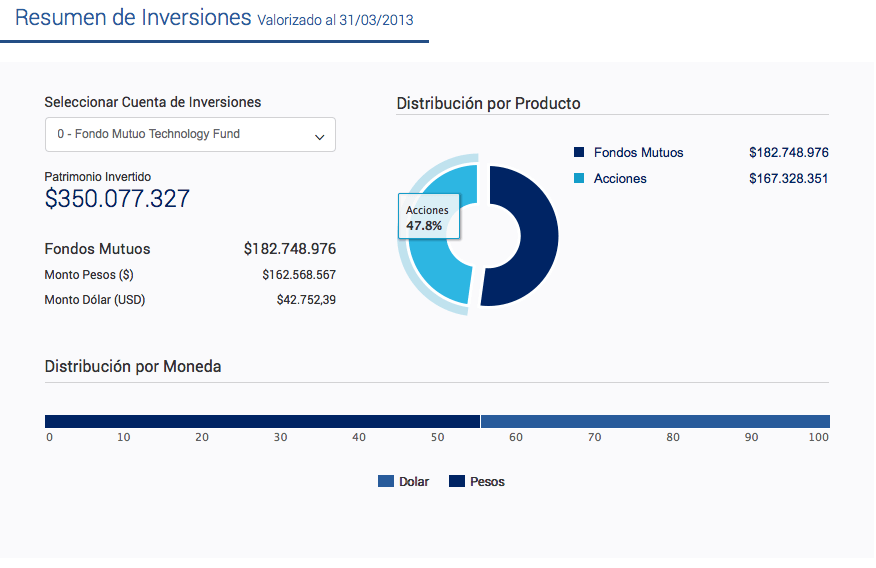 Resumen de Inversiones Valorizado al 31/03/2013
Seleccionar Cuenta de Inversiones
0 - Fondo Mutuo Technology Fund
Patrimonio Invertido
$350.077.327
Fondos Mutuos $182.748.976
Monto Pesos ($) $162.568.567
Monto Dólar (USD) $42.752,39
Distribución por Producto
Fondos Mutuos $182.748.976
Acciones $167.328.351
Acciones
47.8%
Distribución por Moneda
0 10 20 30 40 50 60 70 80 90 100
Dolar Pesos